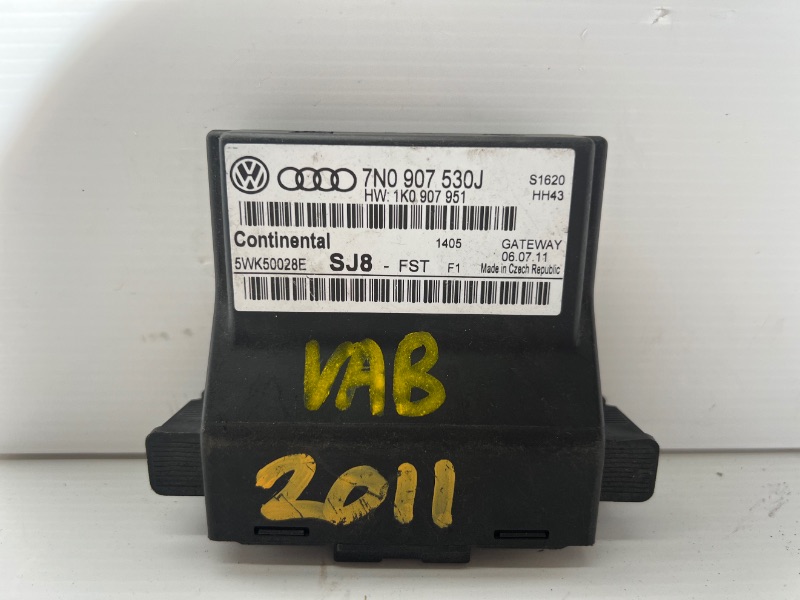 7N0 907 530J S1620
HW: 1K0 907 951 HH43
Continental 1405 GATEWAY
5WK50028E SJ8 - FST F1 06.07.11
Made in Czech Republic
VAB
2011